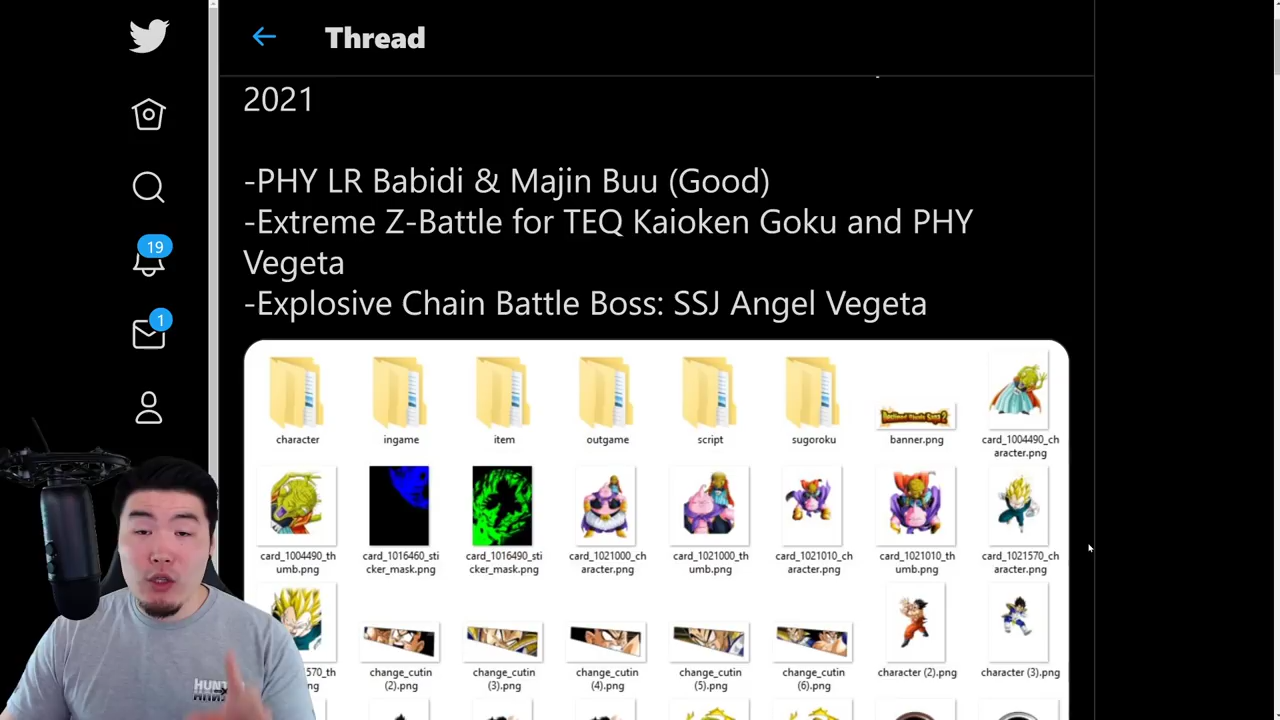 Thread
2021
-PHY LR Babidi & Majin Buu (Good)
-Extreme Z-Battle for TEQ Kaioken Goku and PHY
Vegeta
-Explosive Chain Battle Boss: SSJ Angel Vegeta
19
1
character
ingame
item
outgame
script
sugoroku
banner.png
card_1004490_ch
aracter.png
card_1004490_th
umb.png
card_1016460_sti
cker_mask.png
card_1016490_sti
cker_mask.png
card_1021000_ch
aracter.png
card_1021000_th
umb.png
card_1021010_ch
aracter.png
card_1021010_th
umb.png
card_1021570_ch
aracter.png
570_th
change_cutin
(2).png
change_cutin
(3).png
change_cutin
(4).png
change_cutin
(5).png
change_cutin
(6).png
character (2).png
character (3).png
HUNT